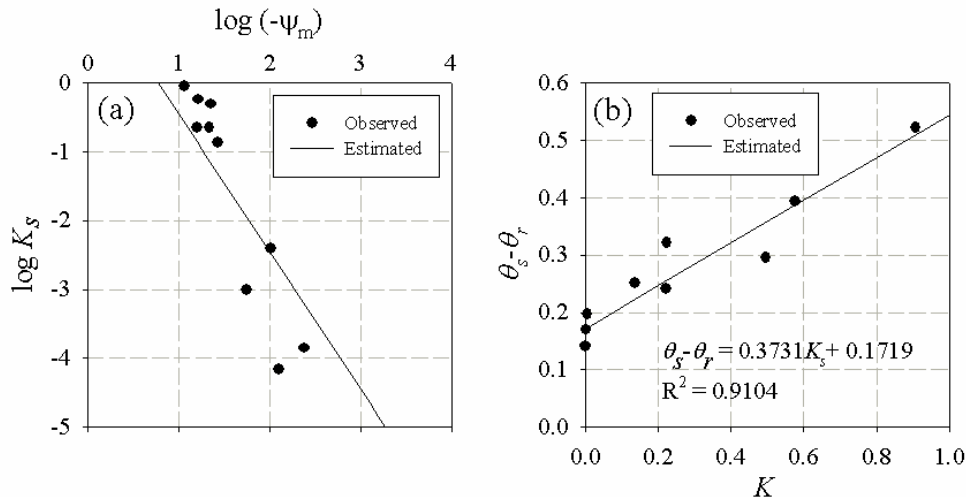 log (-ψm)
0 1 2 3 4
(a)
Observed
Estimated
log Ks
0
-1
-2
-3
-4
-5
(b)
Observed
Estimated
θs-θr
0.6
0.5
0.4
0.3
0.2
0.1
0.0
θs-θr = 0.3731Ks+ 0.1719
R² = 0.9104
0.0 0.2 0.4 0.6 0.8 1.0
K